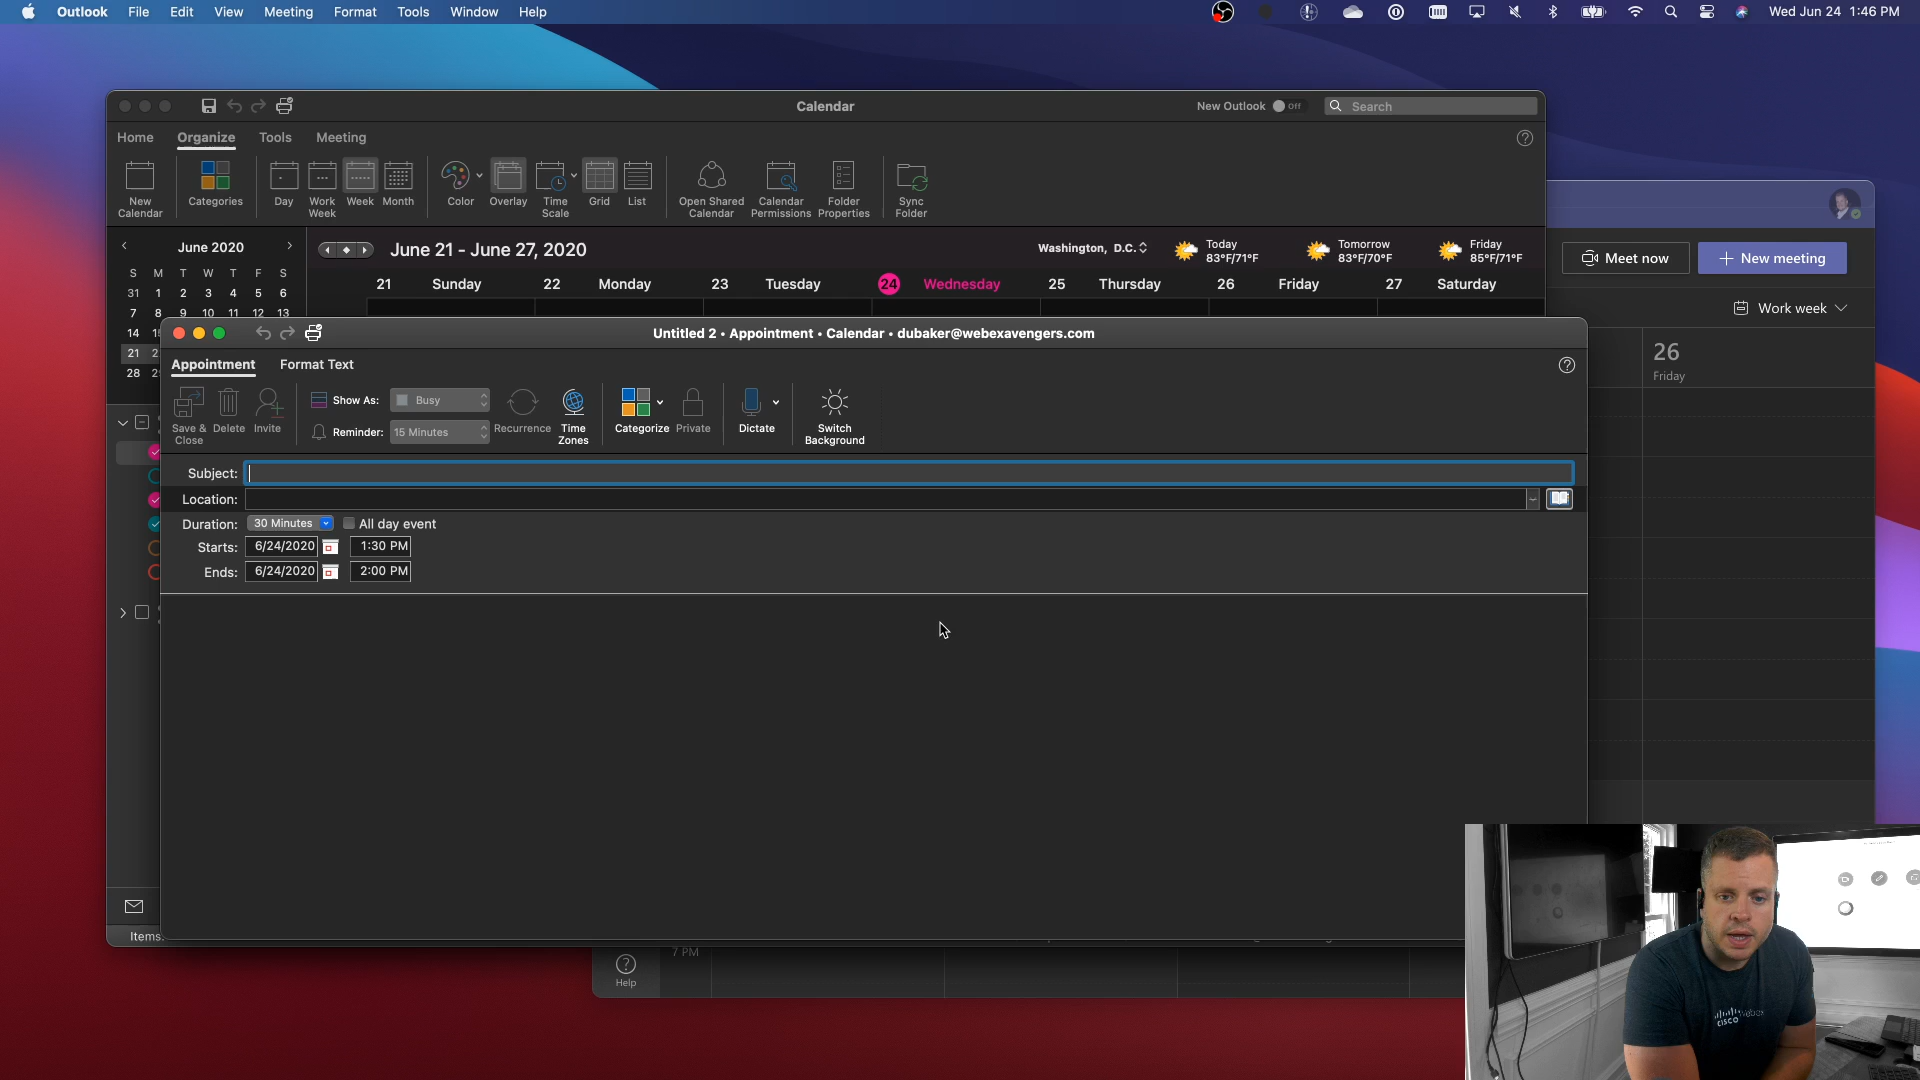 Outlook File Edit View Meeting Format Tools Window Help
Wed Jun 24 1:46 PM
Calendar
New Outlook Off
Search
Home Organize Tools Meeting
New Calendar
Categories
Day
Work Week
Week
Month
Color
Overlay
Time Scale
Grid
List
Open Shared Calendar
Calendar Permissions
Folder Properties
Sync Folder
June 2020
S M T W T F S
31 1 2 3 4 5 6
7 8 9 10 11 12 13
14
21 2
28 2
June 21 - June 27, 2020
Washington, D.C.
Today
83°F/71°F
Tomorrow
83°F/70°F
Friday
85°F/71°F
21 Sunday 22 Monday 23 Tuesday 24 Wednesday 25 Thursday 26 Friday 27 Saturday
Meet now
New meeting
Work week
26
Friday
Untitled 2 • Appointment • Calendar • dubaker@webexavengers.com
Appointment Format Text
Save & Close
Delete
Invite
Show As: Busy
Reminder: 15 Minutes
Recurrence
Time Zones
Categorize
Private
Dictate
Switch Background
Subject:
Location:
Duration: 30 Minutes All day event
Starts: 6/24/2020 1:30 PM
Ends: 6/24/2020 2:00 PM
Items:
7 PM
Help
CISCO webex